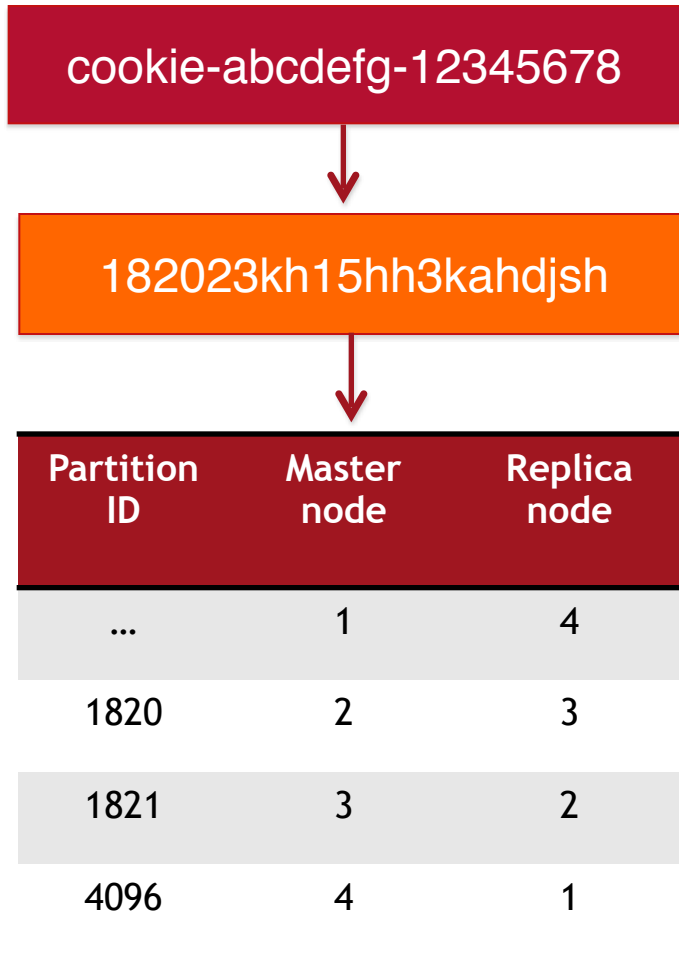 cookie-abcdefg-12345678
182023kh15hh3kahdjsh
Partition ID Master node Replica node
… 1 4
1820 2 3
1821 3 2
4096 4 1